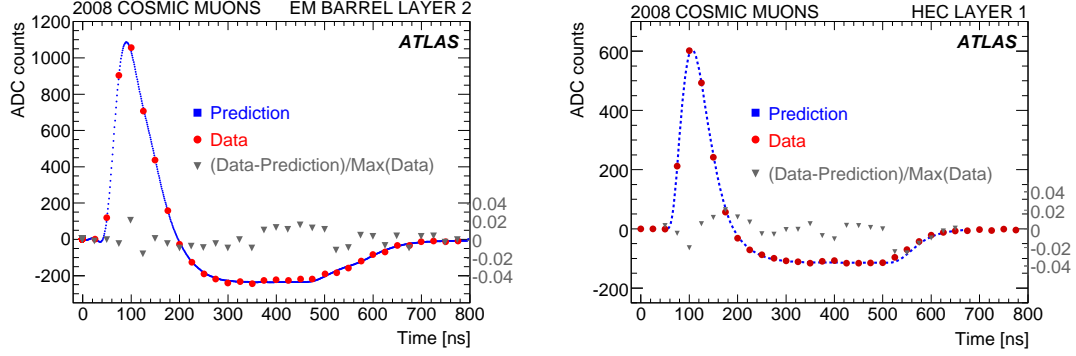 2008 COSMIC MUONS EM BARREL LAYER 2
ADC counts
1200
1000
800
600
400
200
0
-200
ATLAS
Prediction
Data
(Data-Prediction)/Max(Data)
0.04
0.02
0
-0.02
-0.04
0 100 200 300 400 500 600 700 800
Time [ns]
2008 COSMIC MUONS HEC LAYER 1
ADC counts
600
400
200
0
-200
ATLAS
Prediction
Data
(Data-Prediction)/Max(Data)
0.04
0.02
0
-0.02
-0.04
0 100 200 300 400 500 600 700 800
Time [ns]